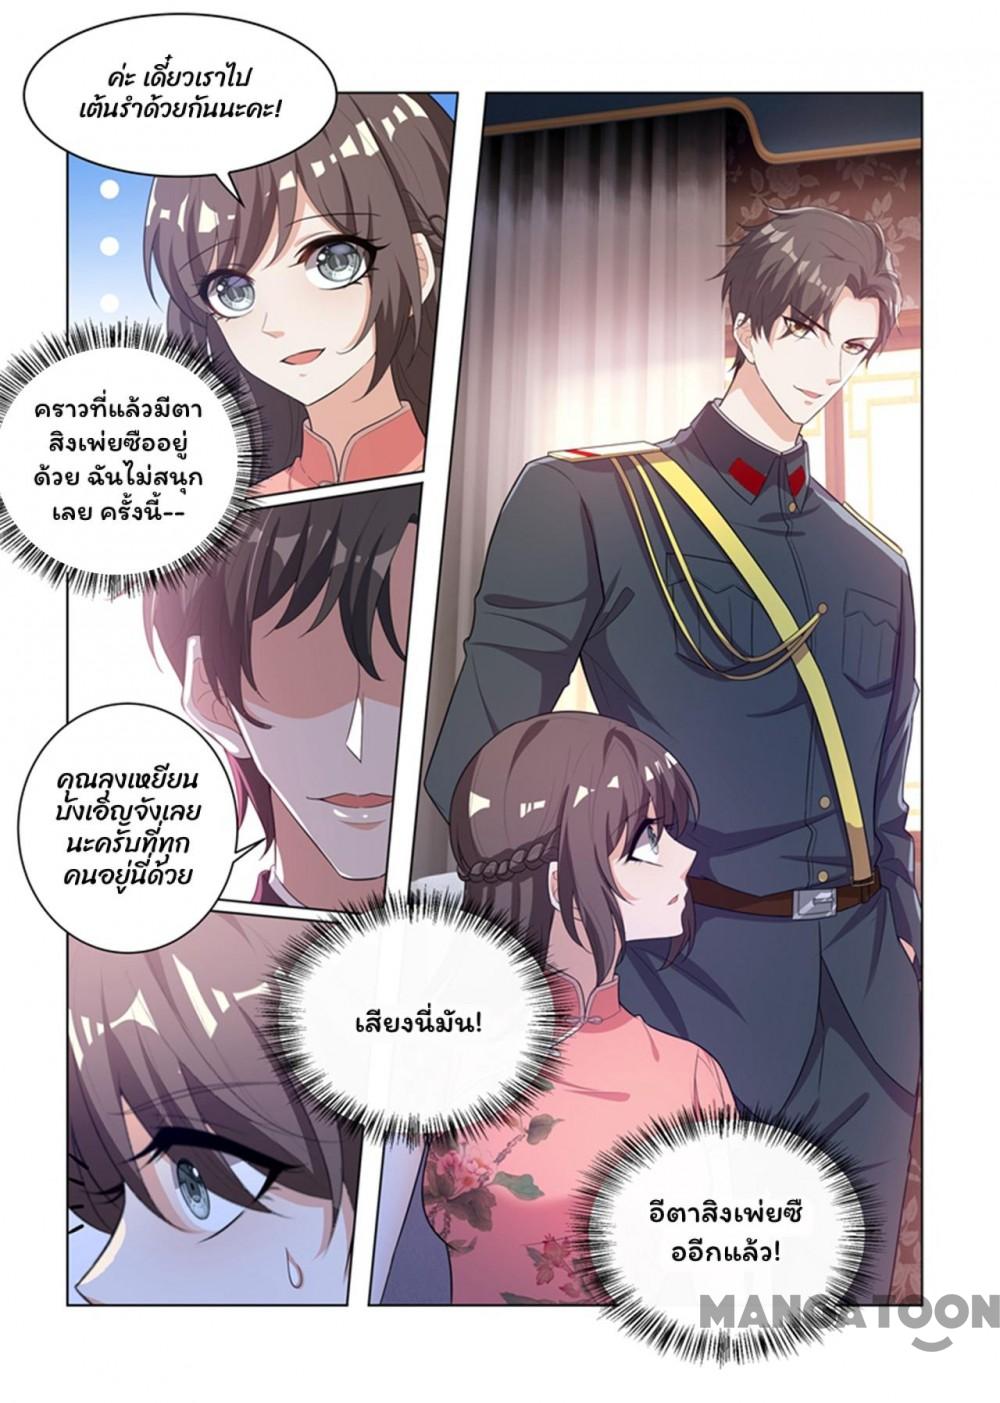 ค่ะ เดี๋ยวเราไป
เต้นรำด้วยกันนะคะ!
คราวที่แล้วมีตา
สิงเพ่ยซืออยู่
ด้วย ฉันไม่สนุก
เลย ครั้งนี้--
คุณลุงเหยียน
บังเอิญจังเลย
นะครับที่ทุก
คนอยู่นี่ด้วย
เสียงนี่มัน!
อีตาสิงเพ่ยซื
ออีกแล้ว!
MANGATOON